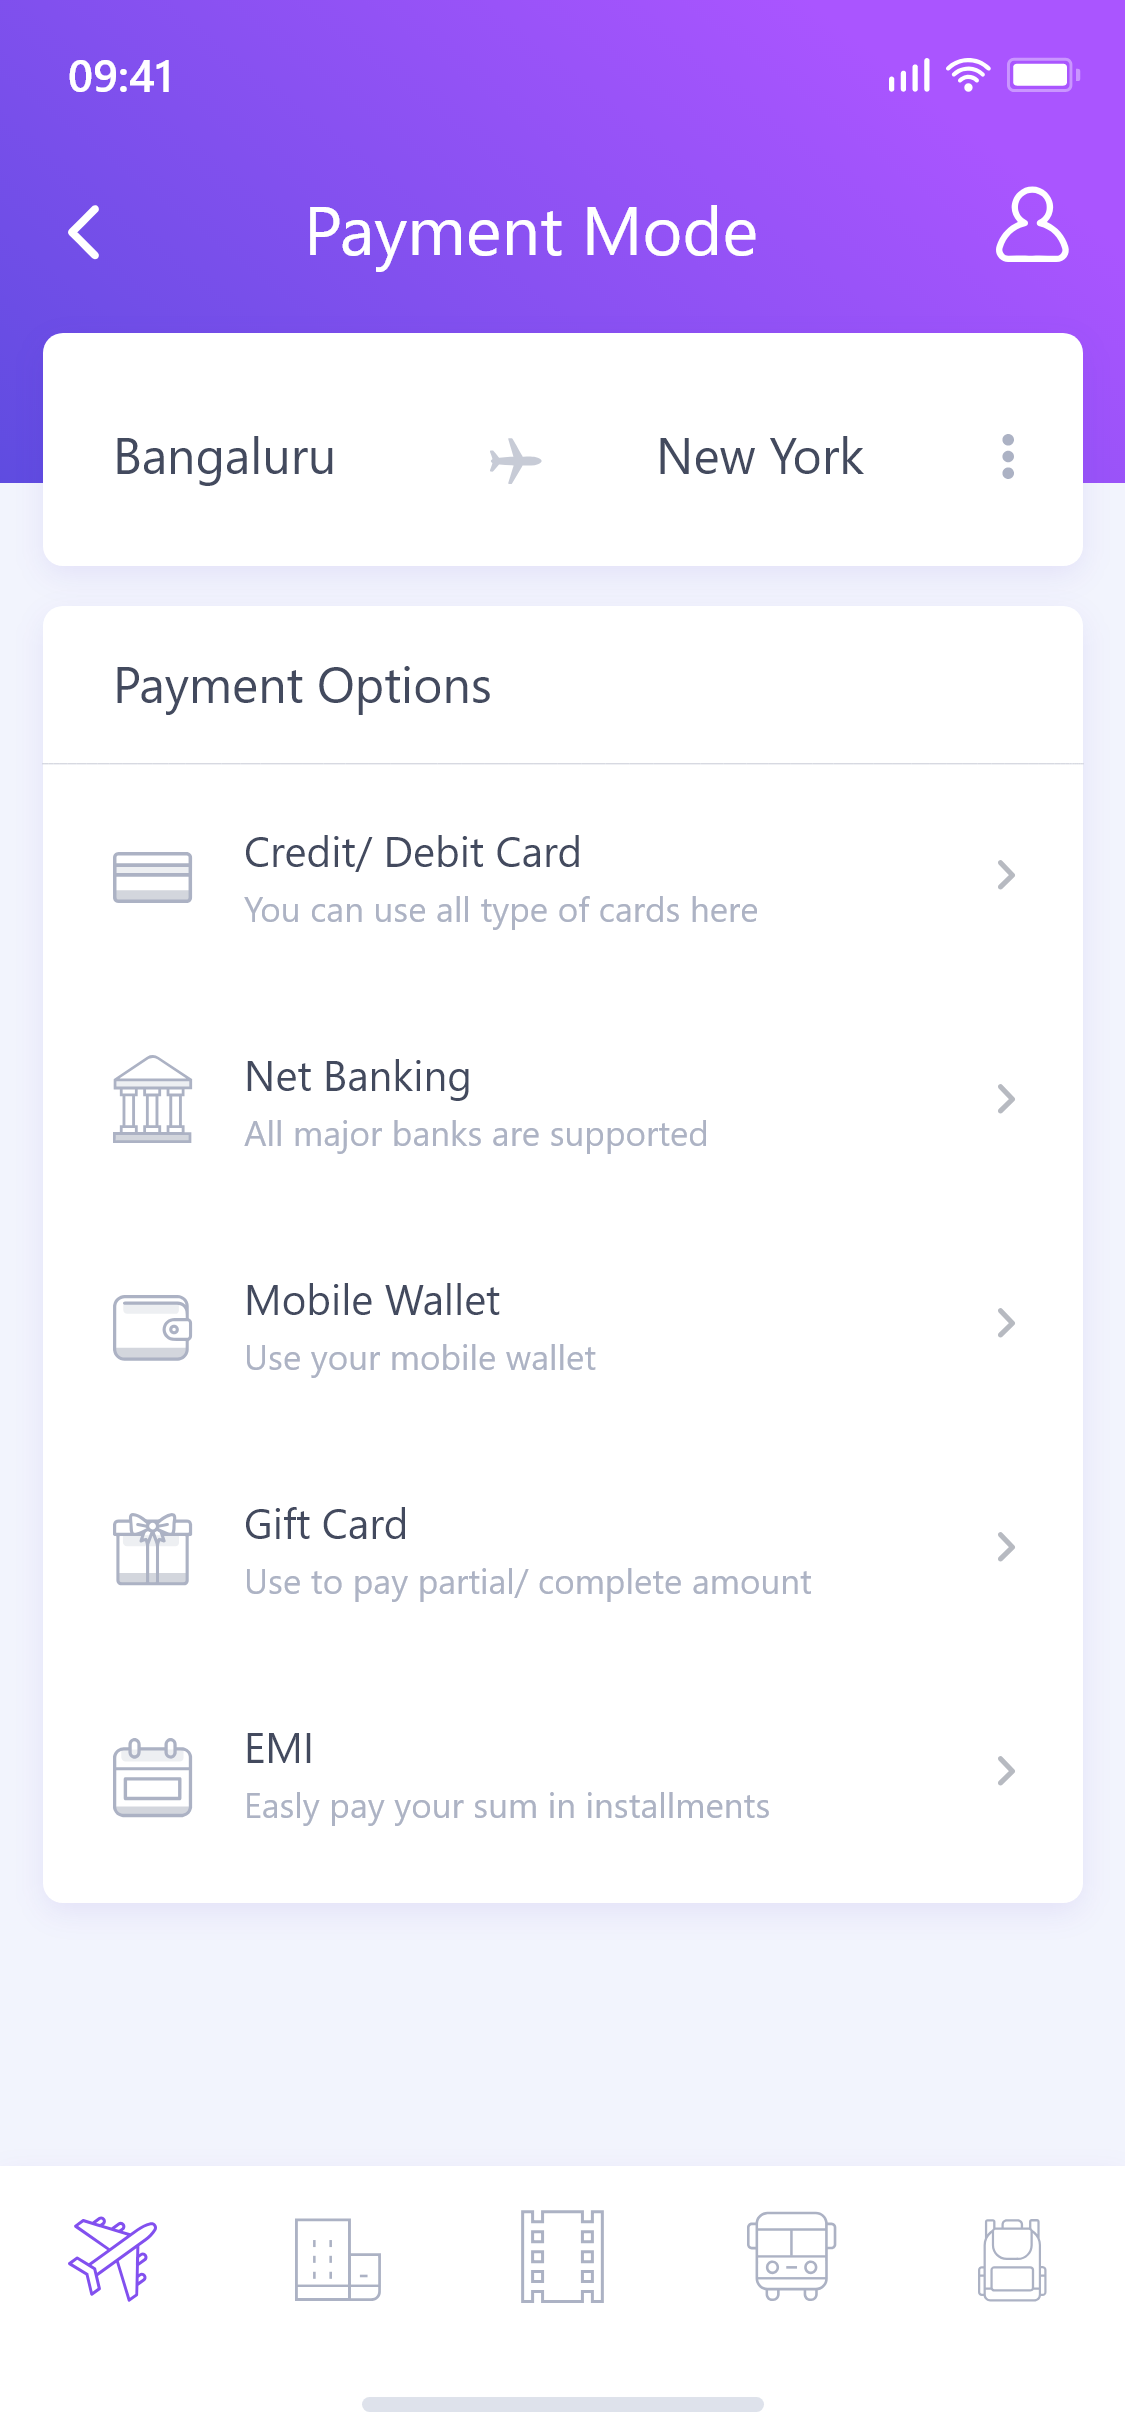 09:41
Payment Mode
Bangaluru New York
Payment Options
Credit/ Debit Card
You can use all type of cards here
Net Banking
All major banks are supported
Mobile Wallet
Use your mobile wallet
Gift Card
Use to pay partial/ complete amount
EMI
Easly pay your sum in installments